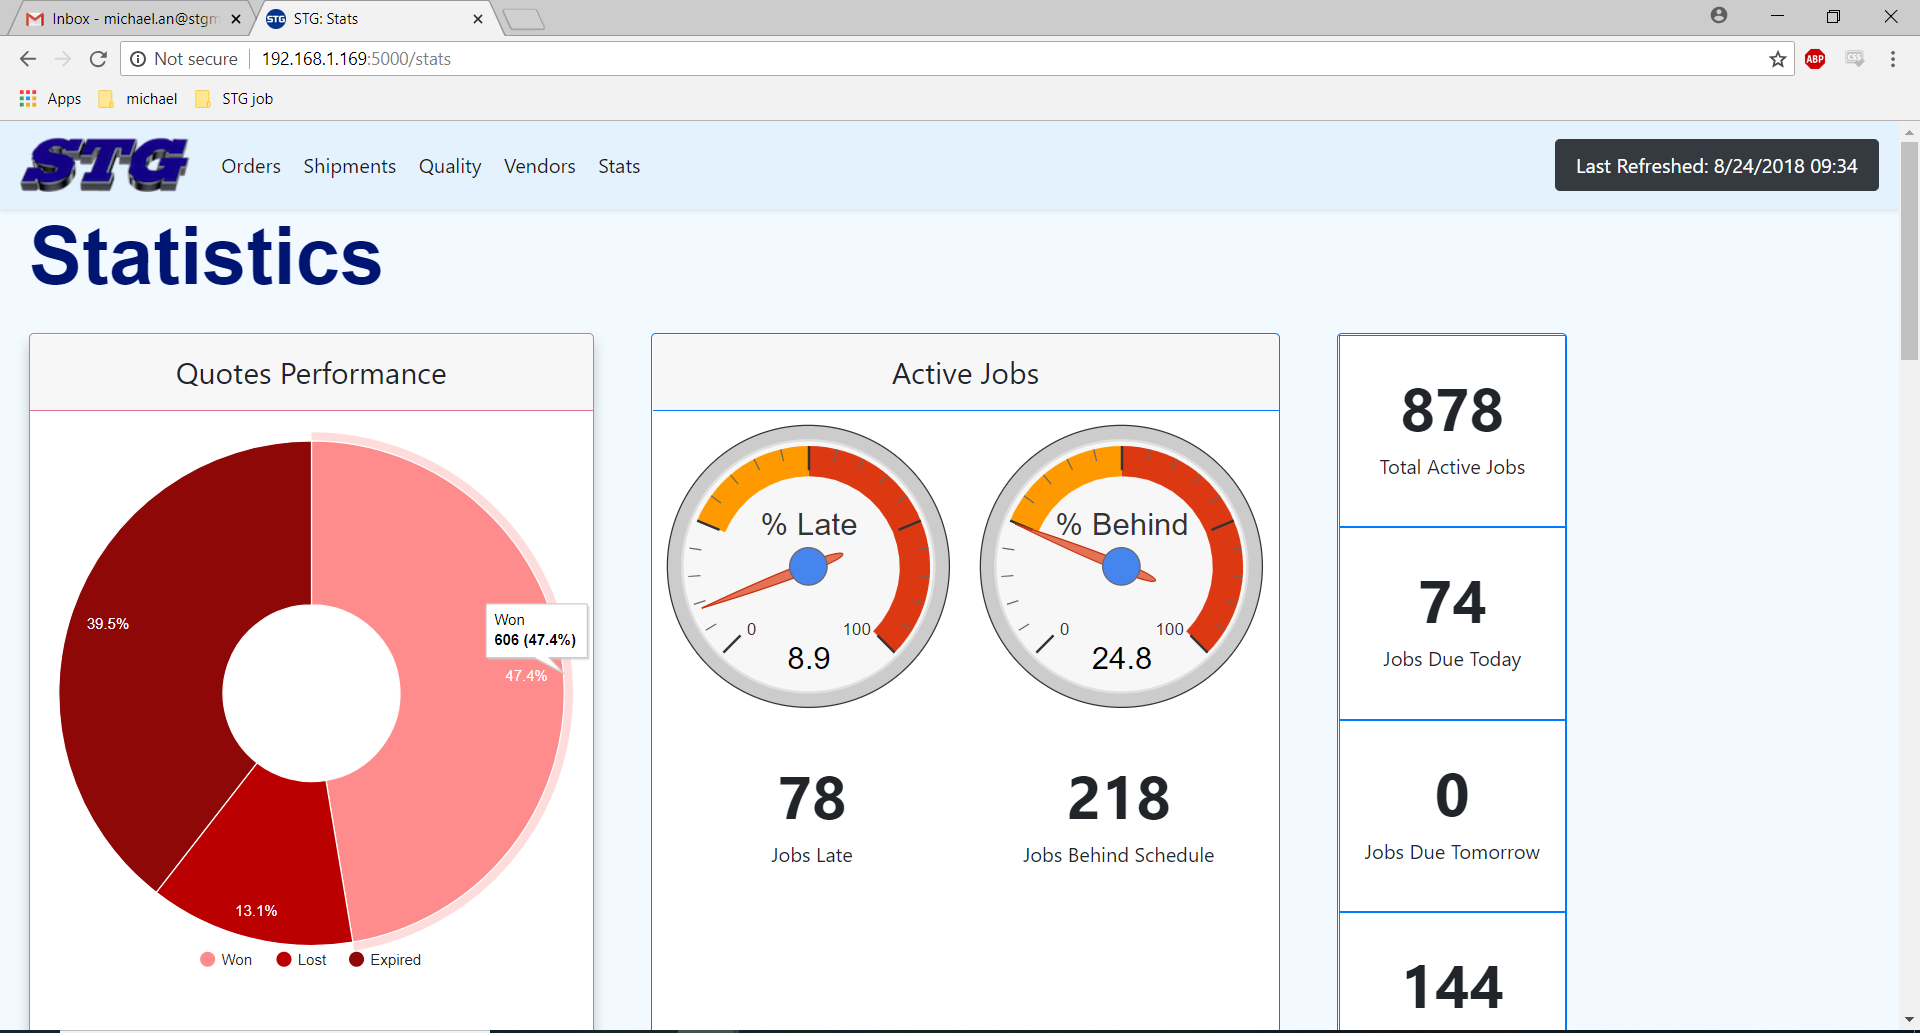 Inbox - michael.an@stgm
STG: Stats
Not secure
192.168.1.169:5000/stats
ABP
CSS
Apps
michael
STG job
STG
Orders
Shipments
Quality
Vendors
Stats
Last Refreshed: 8/24/2018 09:34
Statistics
Quotes Performance
39.5%
Won
606 (47.4%)
47.4%
13.1%
Won
Lost
Expired
Active Jobs
% Late
0
100
8.9
% Behind
0
100
24.8
78
Jobs Late
218
Jobs Behind Schedule
878
Total Active Jobs
74
Jobs Due Today
0
Jobs Due Tomorrow
144